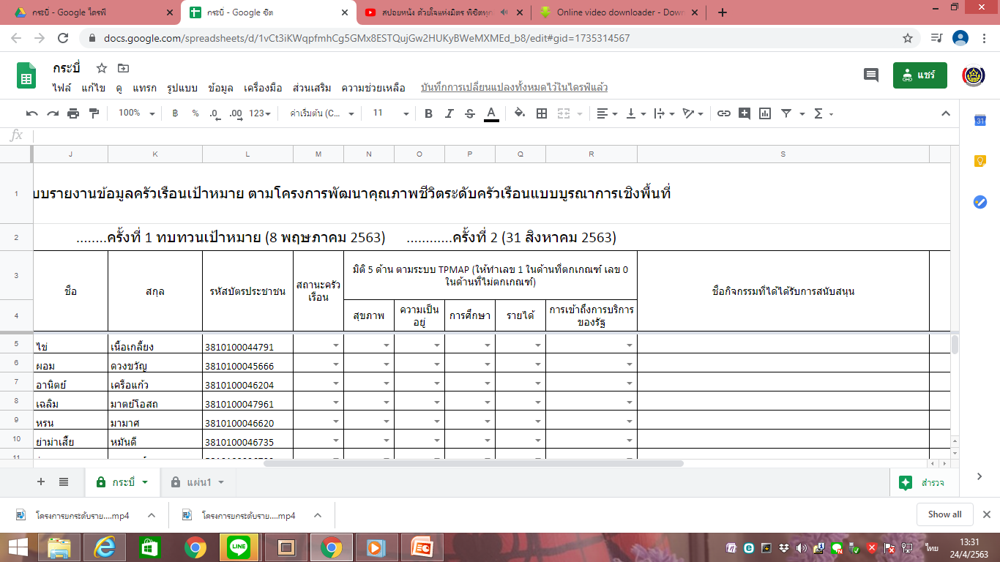 กระบี่ - Google ไดรฟ์
กระบี่ - Google ชีต
สปอยหนัง ด้วยใจแห่งมิตร พิชิตทุก
Online video downloader - Down
docs.google.com/spreadsheets/d/1vCt3iKWqpfmhCg5GMx8ESTQujGw2HUKyBWeMXMEd_b8/edit#gid=1735314567
กระบี่
แชร์
ไฟล์ แก้ไข ดู แทรก รูปแบบ ข้อมูล เครื่องมือ ส่วนเสริม ความช่วยเหลือ บันทึกการเปลี่ยนแปลงทั้งหมดไว้ในไดรฟ์แล้ว
100% ฿ % .0 .00 123 ค่าเริ่มต้น (C... 11 B I S A
31
fx
J K L M N O P Q R S
1 บบรายงานข้อมูลครัวเรือนเป้าหมาย ตามโครงการพัฒนาคุณภาพชีวิตระดับครัวเรือนแบบบูรณาการเชิงพื้นที่
2 ........ครั้งที่ 1 ทบทวนเป้าหมาย (8 พฤษภาคม 2563) ............ครั้งที่ 2 (31 สิงหาคม 2563)
3 ชื่อ สกุล รหัสบัตรประชาชน สถานะครัวเรือน มิติ 5 ด้าน ตามระบบ TPMAP (ให้ทำเลข 1 ในด้านที่ตกเกณฑ์ เลข 0 ในด้านที่ไม่ตกเกณฑ์) ชื่อกิจกรรมที่ได้ได้รับการสนับสนุน
4 สุขภาพ ความเป็นอยู่ การศึกษา รายได้ การเข้าถึงการบริการของรัฐ
5 ไข่ เนื้อเกลี้ยง 3810100044791
6 ผอม ดวงขวัญ 3810100045666
7 อานิตย์ เครือแก้ว 3810100046204
8 เฉลิม มาตย์โอสถ 3810100047961
9 หรน มามาศ 3810100046620
10 ย่าม่าเสี้ย หมันดี 3810100046735
11
กระบี่ แผ่น1 สำรวจ
โครงการยกระดับราย....mp4 โครงการยกระดับราย....mp4 Show all
LINE
ไทย
13:31
24/4/2563